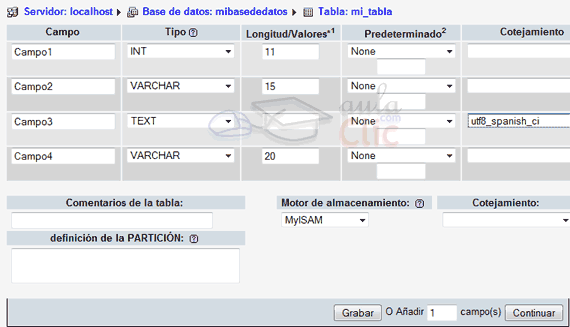 Servidor: localhost ▸ Base de datos: mibasededatos ▸ Tabla: mi_tabla
Campo Tipo Longitud/Valores*1 Predeterminado2 Cotejamiento
Campo1 INT 11 None
Campo2 VARCHAR 15 None
Campo3 TEXT None utf8_spanish_ci
Campo4 VARCHAR 20 None
aula
.com
Clic
Comentarios de la tabla: Motor de almacenamiento: Cotejamiento:
MyISAM
definición de la PARTICIÓN:
Grabar O Añadir 1 campo(s) Continuar